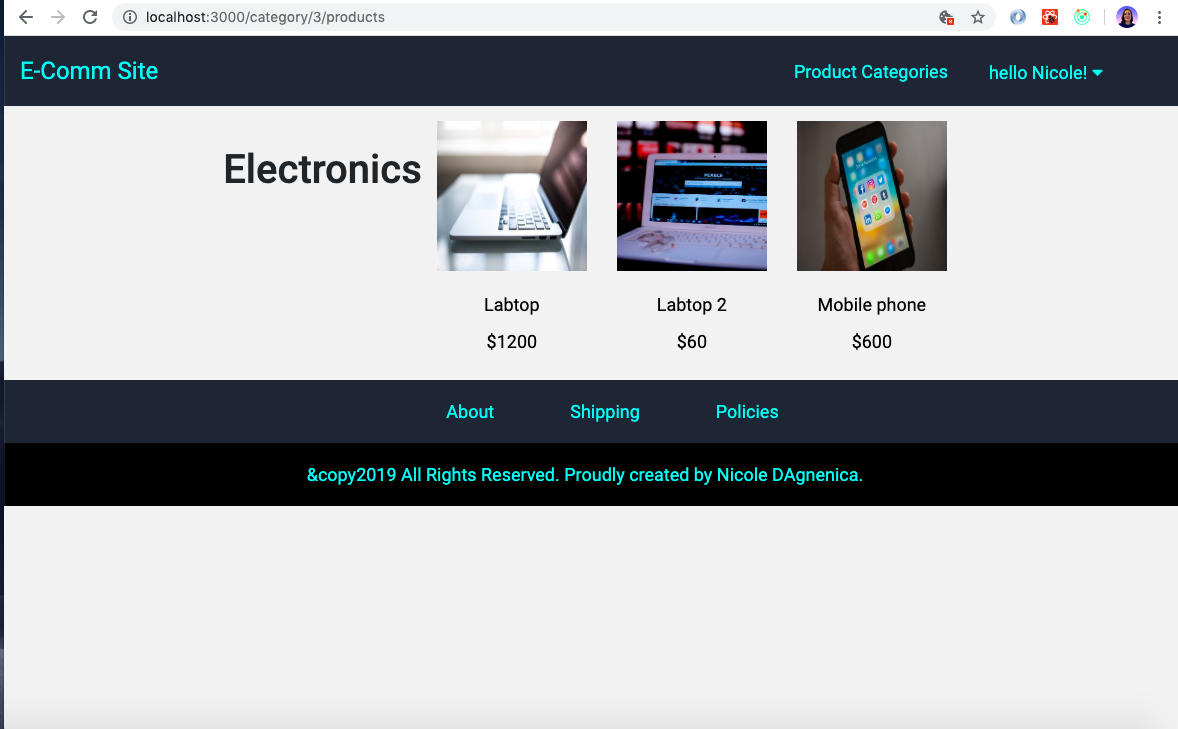 localhost:3000/category/3/products
E-Comm Site
Product Categories
hello Nicole!
Electronics
Labtop
Labtop 2
Mobile phone
$1200
$60
$600
About
Shipping
Policies
&copy2019 All Rights Reserved. Proudly created by Nicole DAgnenica.